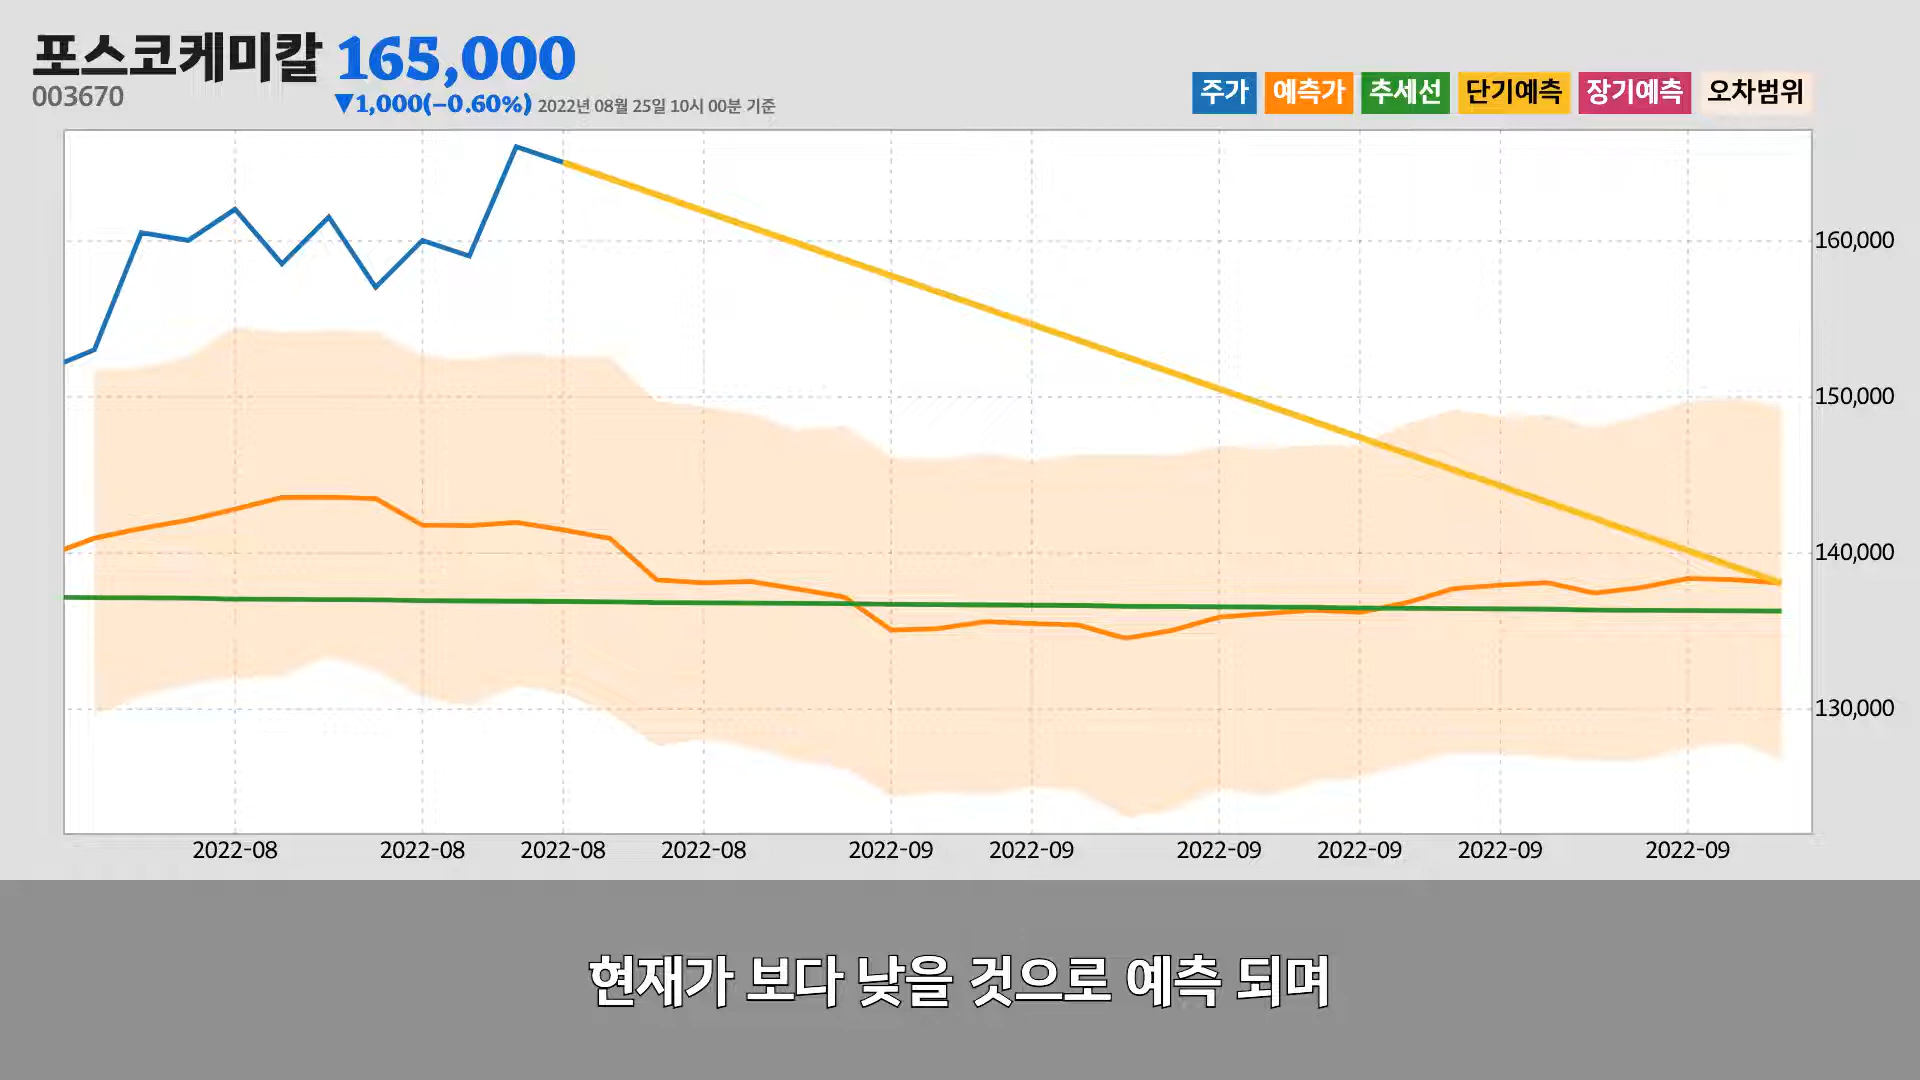 포스코케미칼 165,000
003670
▼1,000(−0.60%) 2022년 08월 25일 10시 00분 기준
주가 예측가 추세선 단기예측 장기예측 오차범위
160,000
150,000
140,000
130,000
2022-08 2022-08 2022-08 2022-08 2022-09 2022-09 2022-09 2022-09 2022-09 2022-09
현재가 보다 낮을 것으로 예측 되며